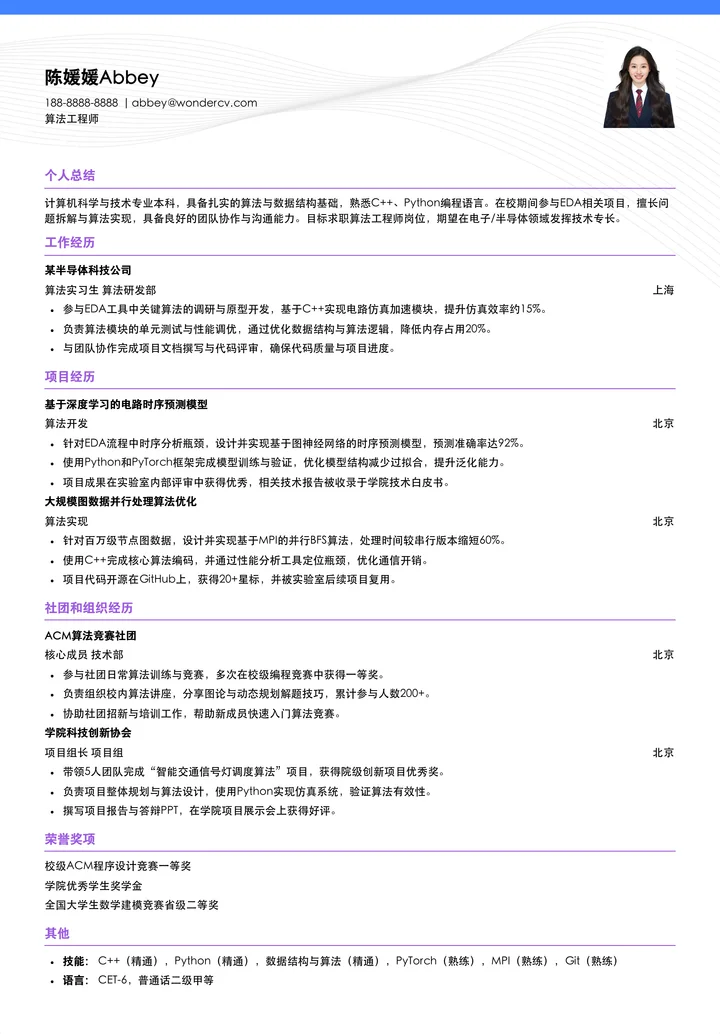 陈媛媛Abbey
188-8888-8888 | abbey@wondercv.com
算法工程师
个人总结
计算机科学与技术专业本科，具备扎实的算法与数据结构基础，熟悉C++、Python编程语言。在校期间参与EDA相关项目，擅长问
题拆解与算法实现，具备良好的团队协作与沟通能力。目标求职算法工程师岗位，期望在电子/半导体领域发挥技术专长。
工作经历
某半导体科技公司
算法实习生 算法研发部 上海
• 参与EDA工具中关键算法的调研与原型开发，基于C++实现电路仿真加速模块，提升仿真效率约15%。
• 负责算法模块的单元测试与性能调优，通过优化数据结构与算法逻辑，降低内存占用20%。
• 与团队协作完成项目文档撰写与代码评审，确保代码质量与项目进度。
项目经历
基于深度学习的电路时序预测模型
算法开发 北京
• 针对EDA流程中时序分析瓶颈，设计并实现基于图神经网络的时序预测模型，预测准确率达92%。
• 使用Python和PyTorch框架完成模型训练与验证，优化模型结构减少过拟合，提升泛化能力。
• 项目成果在实验室内部评审中获得优秀，相关技术报告被收录于学院技术白皮书。
大规模图数据并行处理算法优化
算法实现 北京
• 针对百万级节点图数据，设计并实现基于MPI的并行BFS算法，处理时间较串行版本缩短60%。
• 使用C++完成核心算法编码，并通过性能分析工具定位瓶颈，优化通信开销。
• 项目代码开源在GitHub上，获得20+星标，并被实验室后续项目复用。
社团和组织经历
ACM算法竞赛社团
核心成员 技术部 北京
• 参与社团日常算法训练与竞赛，多次在校级编程竞赛中获得一等奖。
• 负责组织校内算法讲座，分享图论与动态规划解题技巧，累计参与人数200+。
• 协助社团招新与培训工作，帮助新成员快速入门算法竞赛。
学院科技创新协会
项目组长 项目组 北京
• 带领5人团队完成“智能交通信号灯调度算法”项目，获得院级创新项目优秀奖。
• 负责项目整体规划与算法设计，使用Python实现仿真系统，验证算法有效性。
• 撰写项目报告与答辩PPT，在学院项目展示会上获得好评。
荣誉奖项
校级ACM程序设计竞赛一等奖
学院优秀学生奖学金
全国大学生数学建模竞赛省级二等奖
其他
• 技能： C++（精通），Python（精通），数据结构与算法（精通），PyTorch（熟练），MPI（熟练），Git（熟练）
• 语言： CET-6，普通话二级甲等